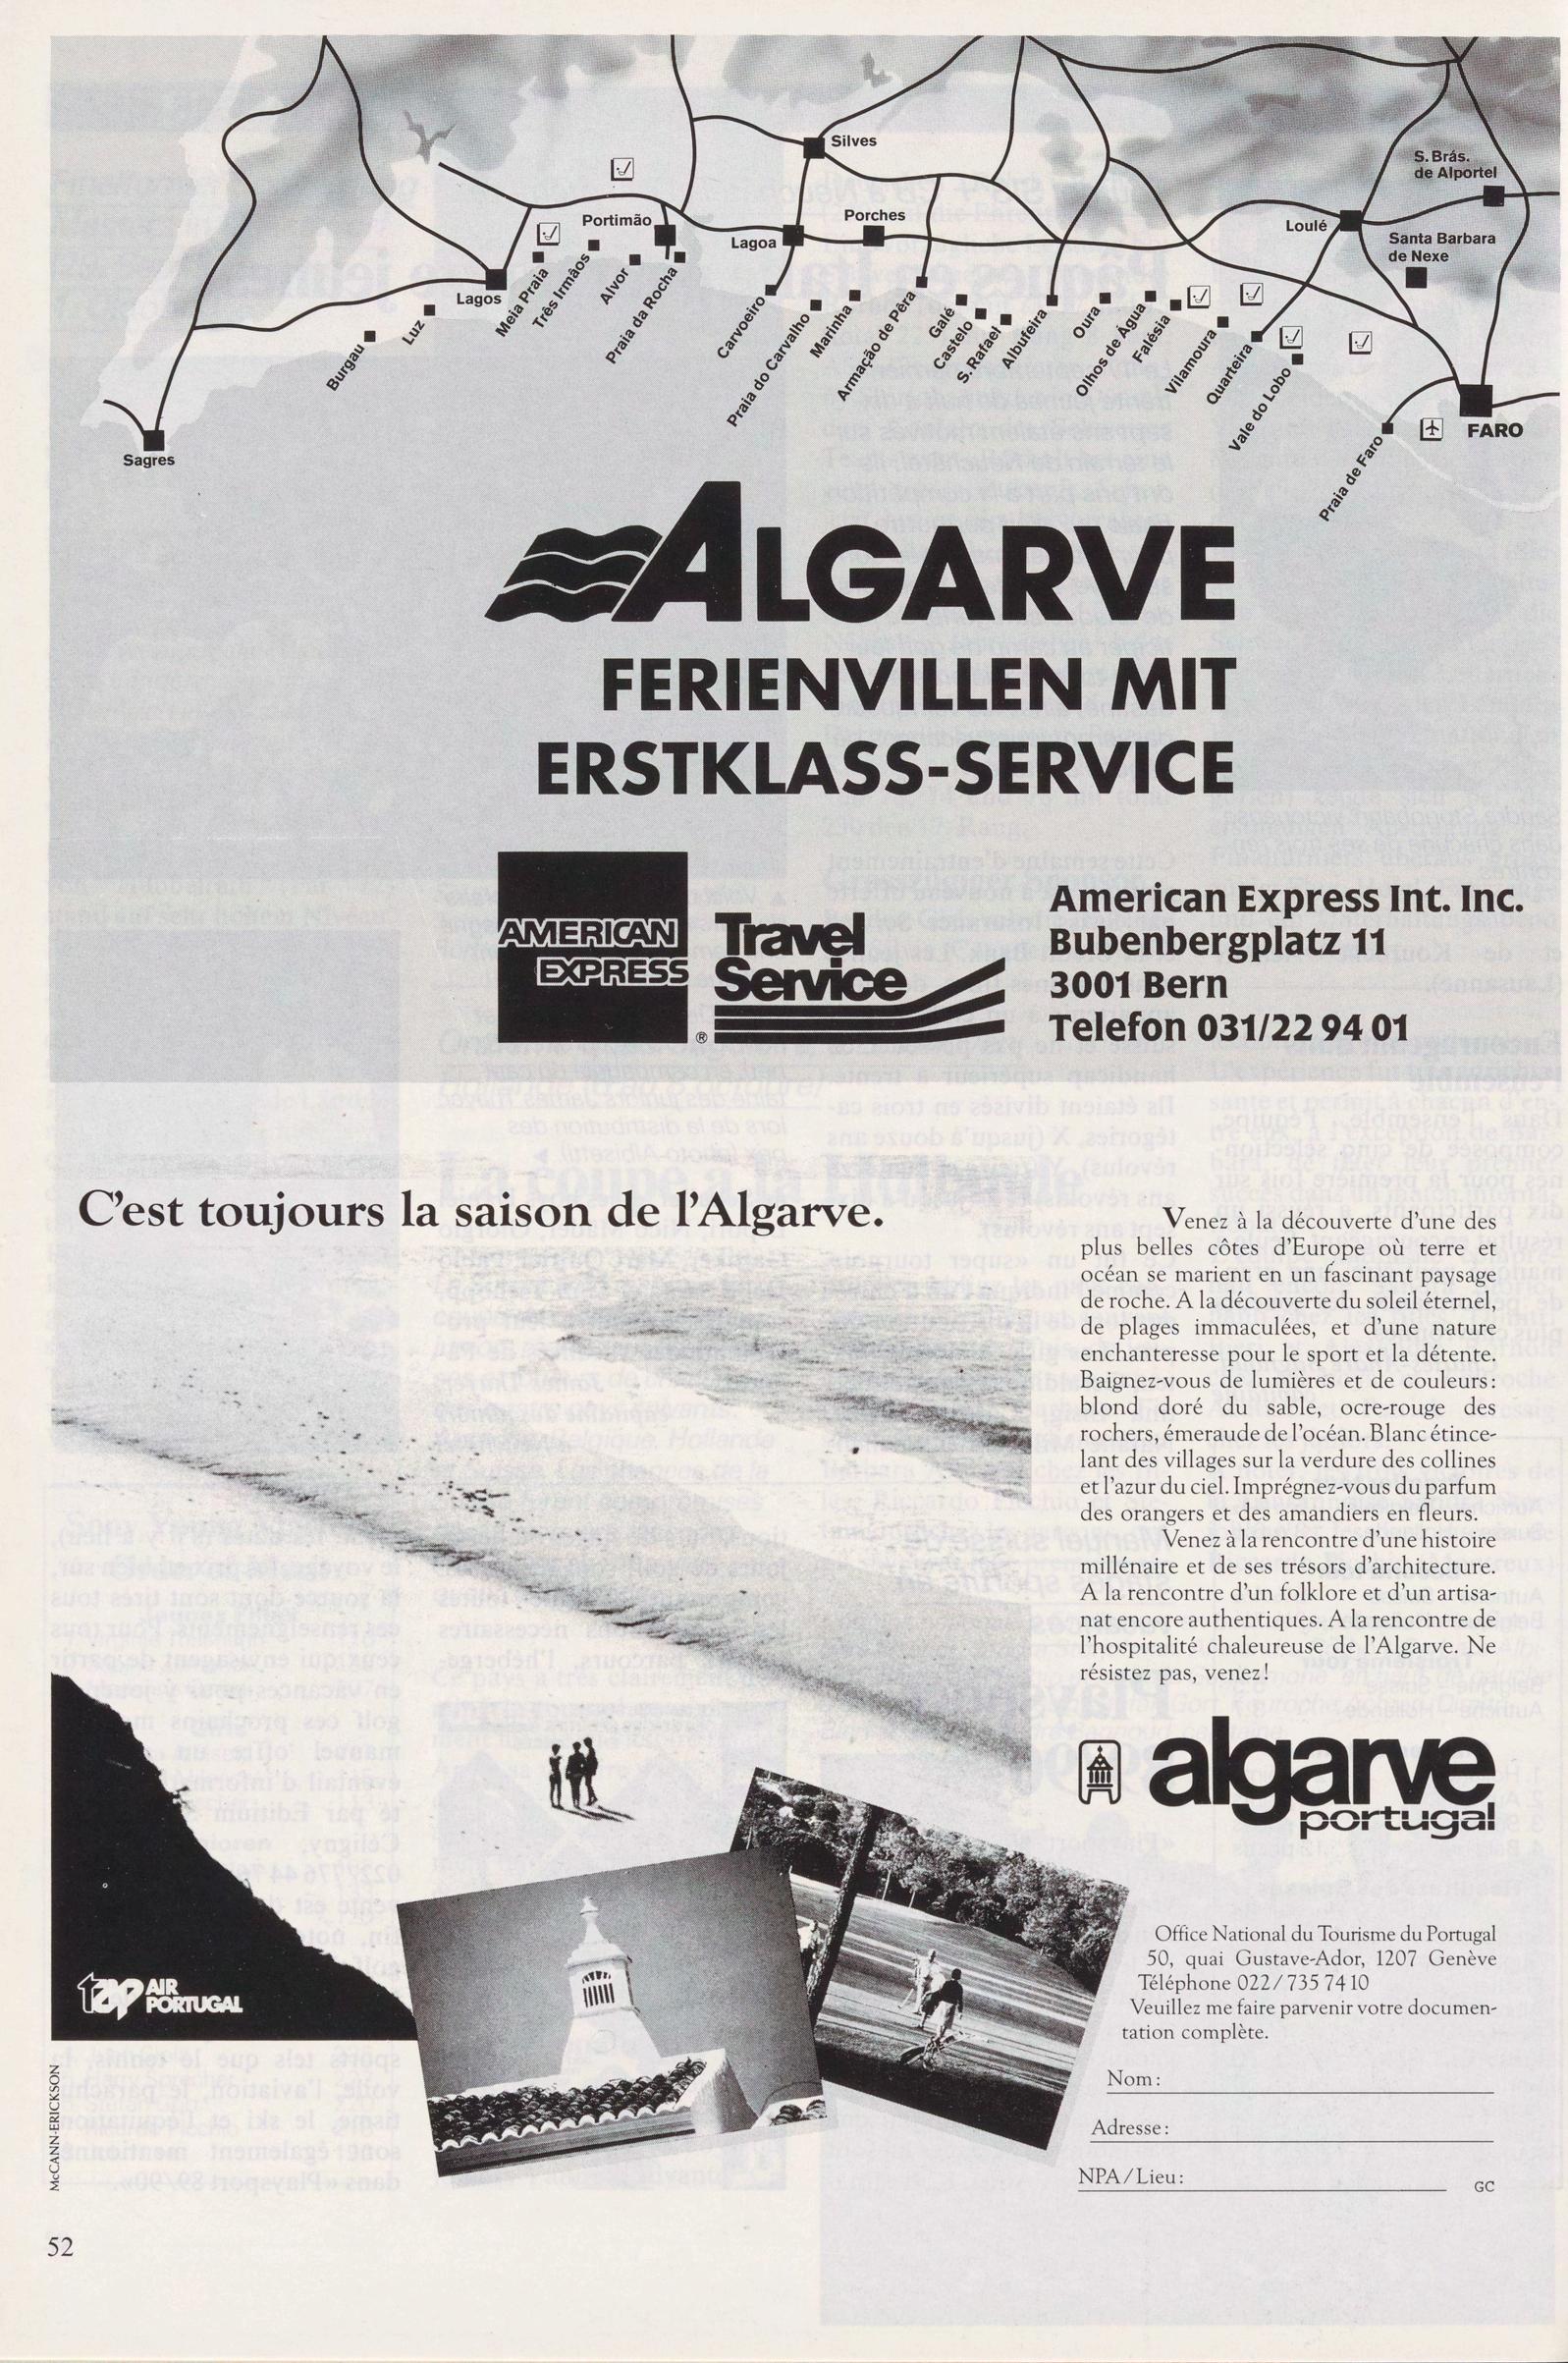 Silves
S. Brás.
de Alportel
Portimão
Porches
Lagoa
Loulé
Santa Barbara
de Nexe
Lagos
Burgau
Luz
Meia Praia
Três Irmãos
Alvor
Praia da Rocha
Carvoeiro
Praia do Carvalho
Marinha
Armação de Pêra
Galé
Castelo
S. Rafael
Albufeira
Oura
Olhos de Água
Falésia
Vilamoura
Quarteira
Vale do Lobo
Praia de Faro
FARO
Sagres
ALGARVE
FERIENVILLEN MIT
ERSTKLASS-SERVICE
AMERICAN
EXPRESS
®
Travel
Service
American Express Int. Inc.
Bubenbergplatz 11
3001 Bern
Telefon 031/22 94 01
C'est toujours la saison de l'Algarve.
Venez à la découverte d'une des
plus belles côtes d'Europe où terre et
océan se marient en un fascinant paysage
de roche. A la découverte du soleil éternel,
de plages immaculées, et d'une nature
enchanteresse pour le sport et la détente.
Baignez-vous de lumières et de couleurs:
blond doré du sable, ocre-rouge des
rochers, émeraude de l'océan. Blanc étince-
lant des villages sur la verdure des collines
et l'azur du ciel. Imprégnez-vous du parfum
des orangers et des amandiers en fleurs.
Venez à la rencontre d'une histoire
millénaire et de ses trésors d'architecture.
A la rencontre d'un folklore et d'un artisa-
nat encore authentiques. A la rencontre de
l'hospitalité chaleureuse de l'Algarve. Ne
résistez pas, venez!
algarve
portugal
tap AIR
PORTUGAL
Office National du Tourisme du Portugal
50, quai Gustave-Ador, 1207 Genève
Téléphone 022/735 74 10
Veuillez me faire parvenir votre documen-
tation complète.
Nom:
Adresse:
NPA/Lieu:
GC
McCANN-ERICKSON
52